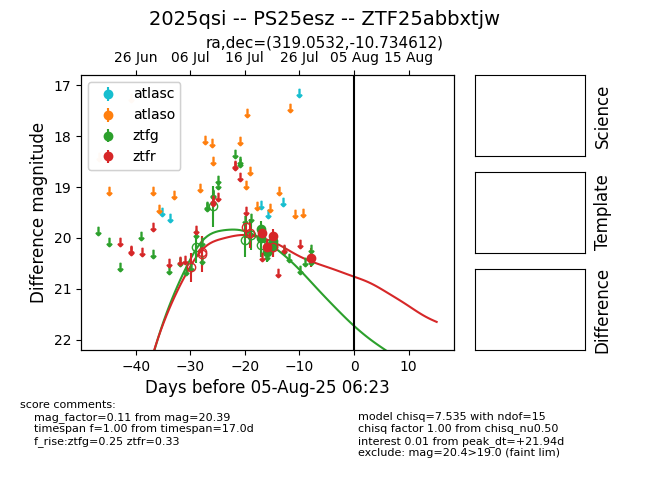 2025qsi -- PS25esz -- ZTF25abbxtjw
ra,dec=(319.0532,-10.734612)
26 Jun 06 Jul 16 Jul 26 Jul 05 Aug 15 Aug
atlasc
atlaso
ztfg
ztfr
17
18
19
20
21
22
Difference magnitude
−40 −30 −20 −10 0 10
Days before 05-Aug-25 06:23
Science
Template
Difference
score comments:
mag_factor=0.11 from mag=20.39
timespan f=1.00 from timespan=17.0d
f_rise:ztfg=0.25 ztfr=0.33
model chisq=7.535 with ndof=15
chisq factor 1.00 from chisq_nu0.50
interest 0.01 from peak_dt=+21.94d
exclude: mag=20.4>19.0 (faint lim)